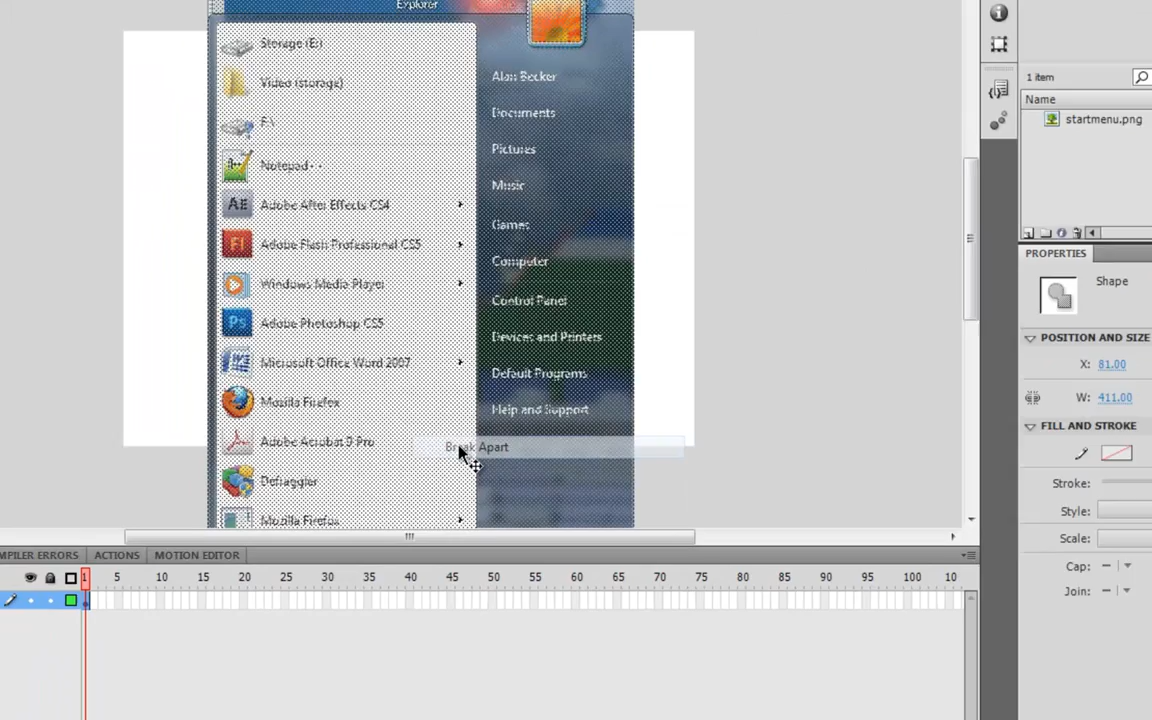 Explorer
Storage (E:)
Video (storage)
F:\
Notepad++
Adobe After Effects CS4
Adobe Flash Professional CS5
Windows Media Player
Adobe Photoshop CS5
Microsoft Office Word 2007
Mozilla Firefox
Adobe Acrobat 9 Pro
Defraggler
Mozilla Firefox
Alan Becker
Documents
Pictures
Music
Games
Computer
Control Panel
Devices and Printers
Default Programs
Help and Support
Break Apart
1 item
Name
startmenu.png
PROPERTIES
Shape
POSITION AND SIZE
X: 81.00
W: 411.00
FILL AND STROKE
Stroke:
Style:
Scale:
Cap:
Join:
MPILER ERRORS ACTIONS MOTION EDITOR
1 5 10 15 20 25 30 35 40 45 50 55 60 65 70 75 80 85 90 95 100 10
AE
Fl
Ps